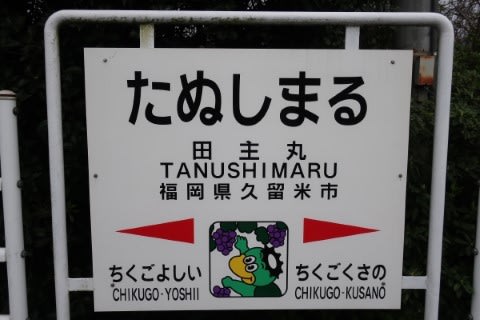 たぬしまる
田主丸
TANUSHIMARU
福岡県久留米市
ちくごよしい ちくごくさの
CHIKUGO-YOSHII CHIKUGO-KUSANO